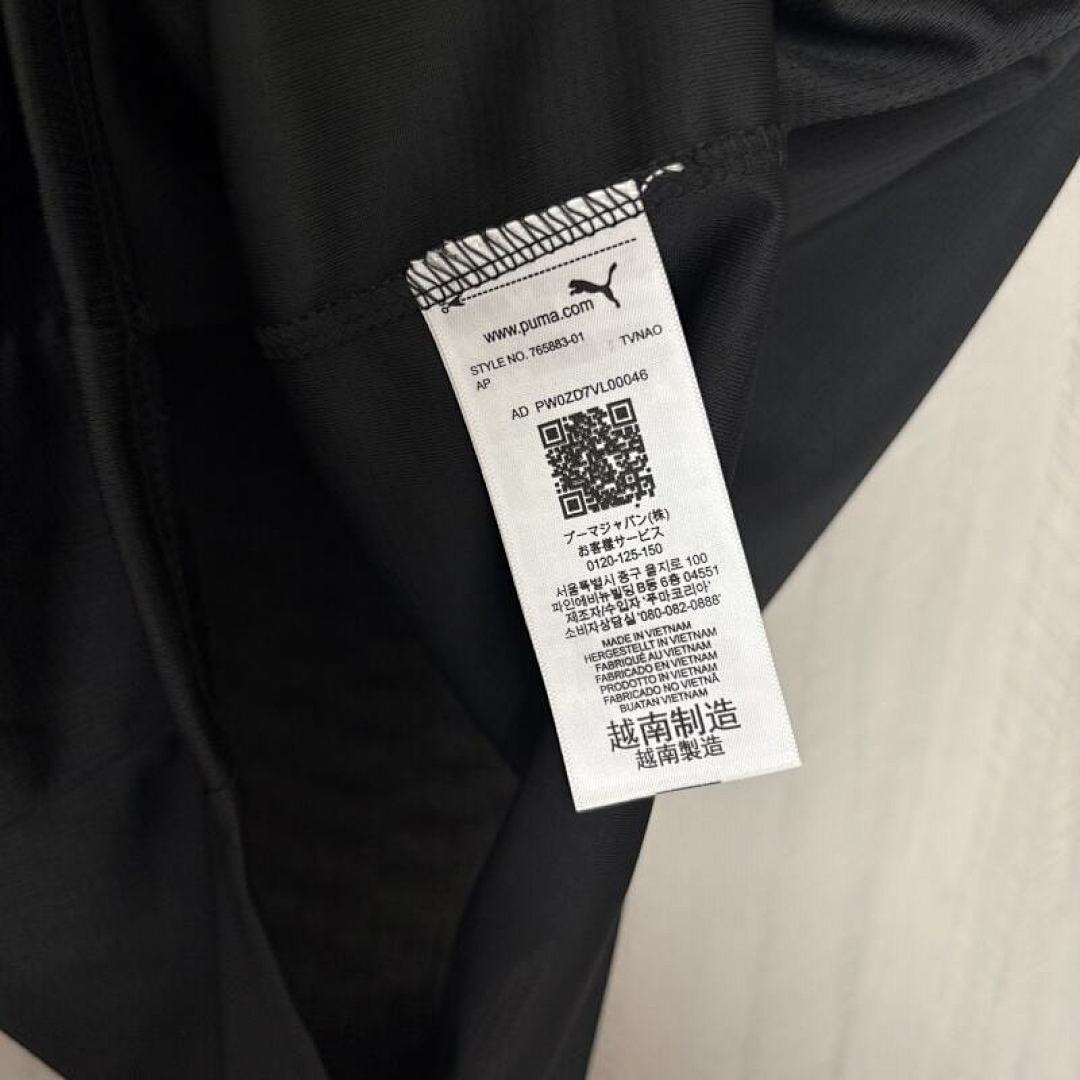 www.puma.com
STYLE NO. 765883-01 TVNAO
AP
AD PW0ZD7VL00046
プーマジャパン(株)
お客様サービス
0120-125-150
서울특별시 중구 을지로 100
파인에비뉴빌딩 B동 6층 04551
제조자/수입자 '푸마코리아'
소비자상담실 '080-082-0888'
MADE IN VIETNAM
HERGESTELLT IN VIETNAM
FABRIQUÉ AU VIETNAM
FABRICADO EN VIETNAM
PRODOTTO IN VIETNAM
FABRICADO NO VIETNÃ
BUATAN VIETNAM
越南制造
越南製造